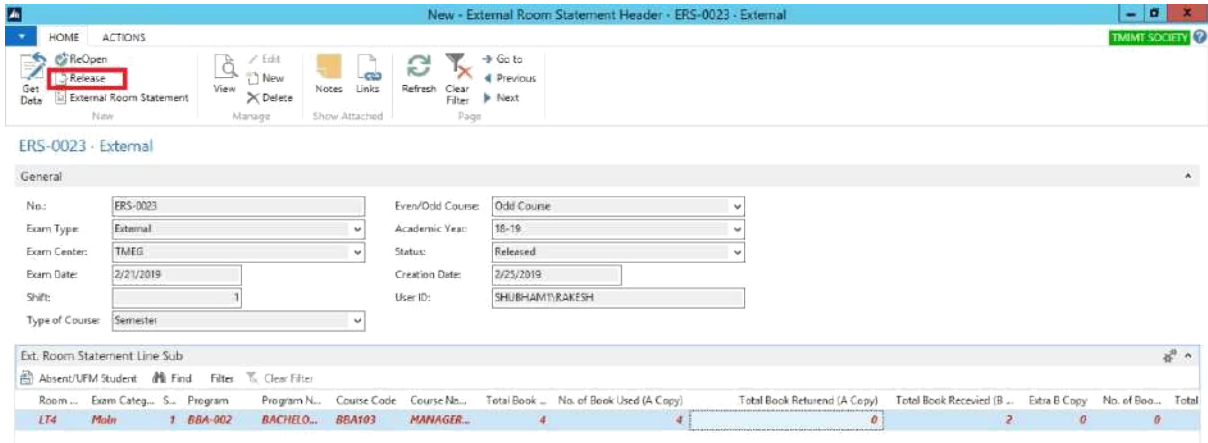 New - External Room Statement Header - ERS-0023 - External
HOME ACTIONS TMIMT SOCIETY
ReOpen
Release
External Room Statement
Get Data
New
View
Edit
New
Delete
Manage
Notes Links
Show Attached
Refresh Clear Filter
Go to
Previous
Next
Page
ERS-0023 · External
General
No.: ERS-0023 Even/Odd Course: Odd Course
Exam Type: External Academic Year: 18-19
Exam Center: TMEG Status: Released
Exam Date: 2/21/2019 Creation Date: 2/25/2019
Shift: 1 User ID: SHUBHAM1\RAKESH
Type of Course: Semester
Ext. Room Statement Line Sub
Absent/UFM Student Find Filter Clear Filter
Room ... Exam Categ... S... Program Program N... Course Code Course Na... Total Book ... No. of Book Used (A Copy) Total Book Returend (A Copy) Total Book Recevied (B ... Extra B Copy No. of Boo... Total
LT4 Main 1 BBA-002 BACHELO... BBA103 MANAGER... 4 4 0 2 0 0